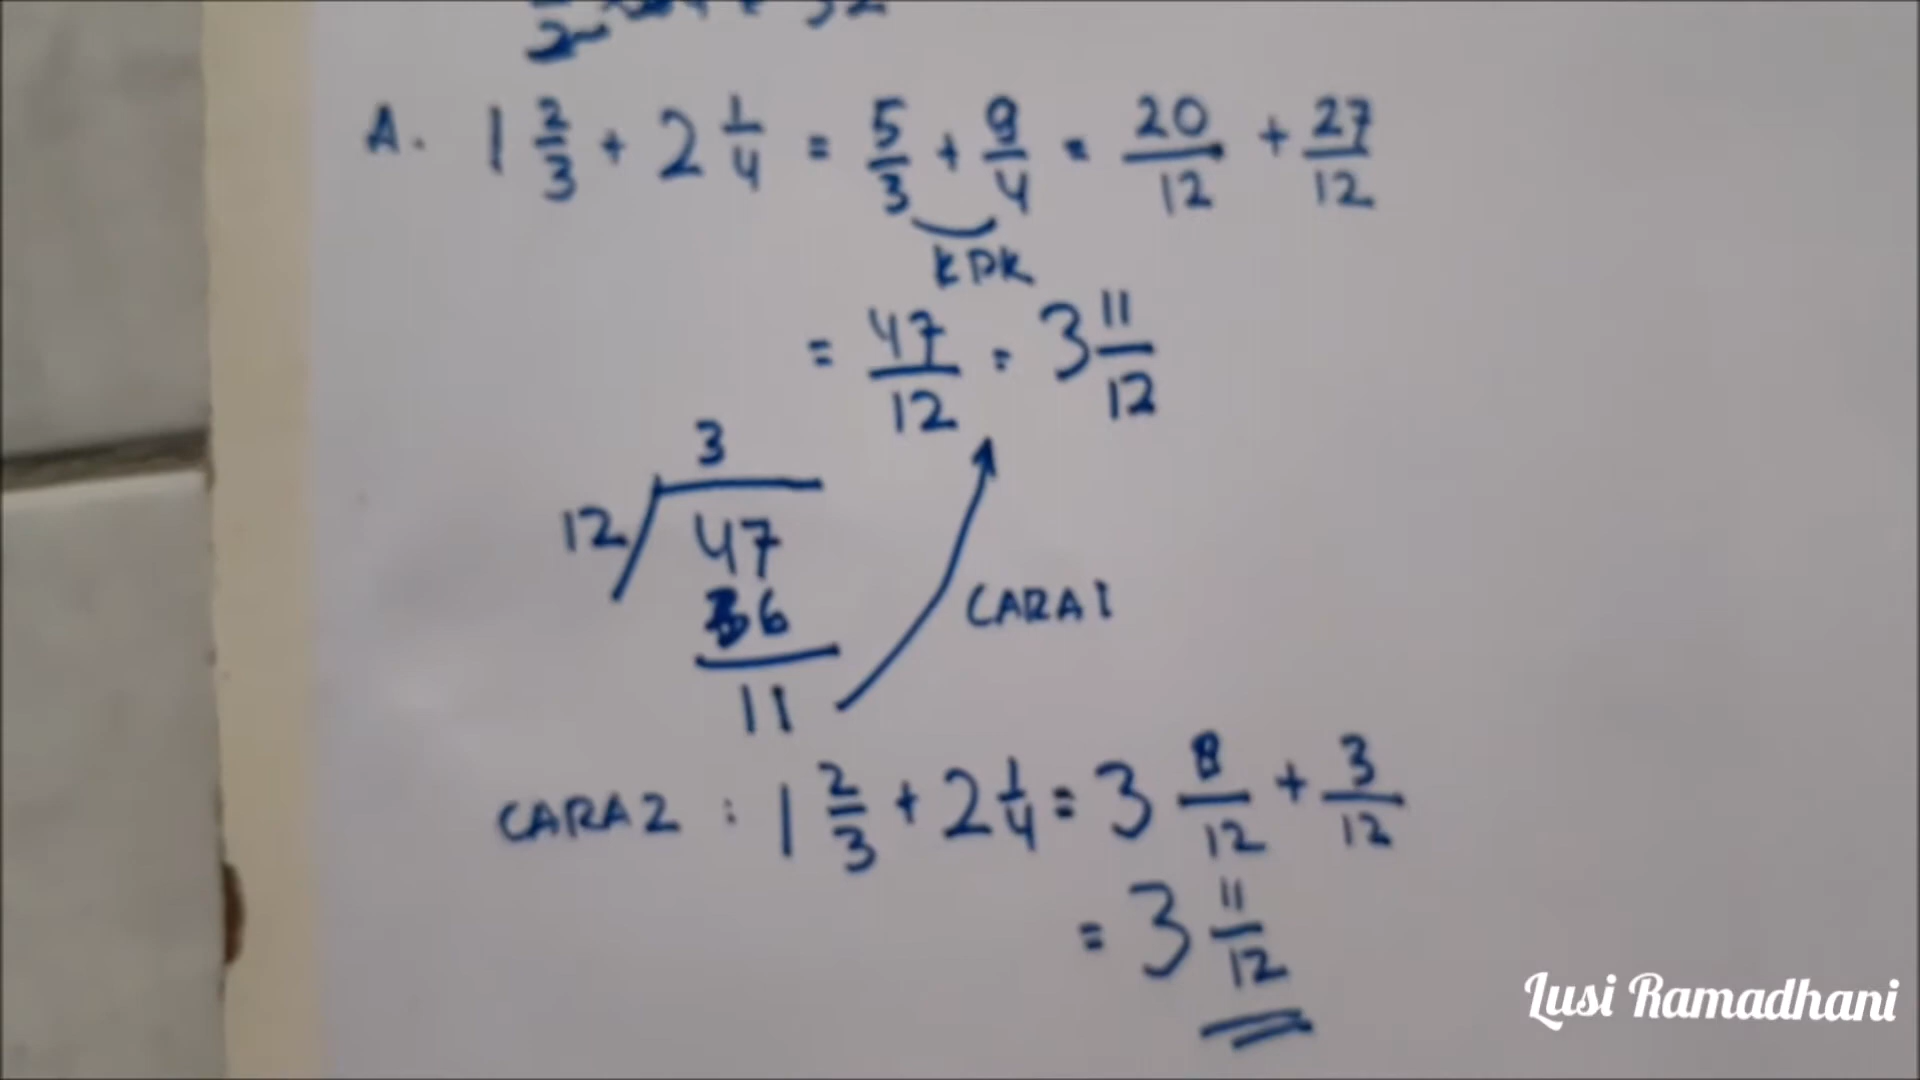 A. 1 2/3 + 2 1/4 = 5/3 + 9/4 = 20/12 + 27/12
KPK
= 47/12 = 3 11/12
3
12 / 47
36
11
CARA 1
CARA 2 : 1 2/3 + 2 1/4 = 3 8/12 + 3/12
= 3 11/12
Lusi Ramadhani